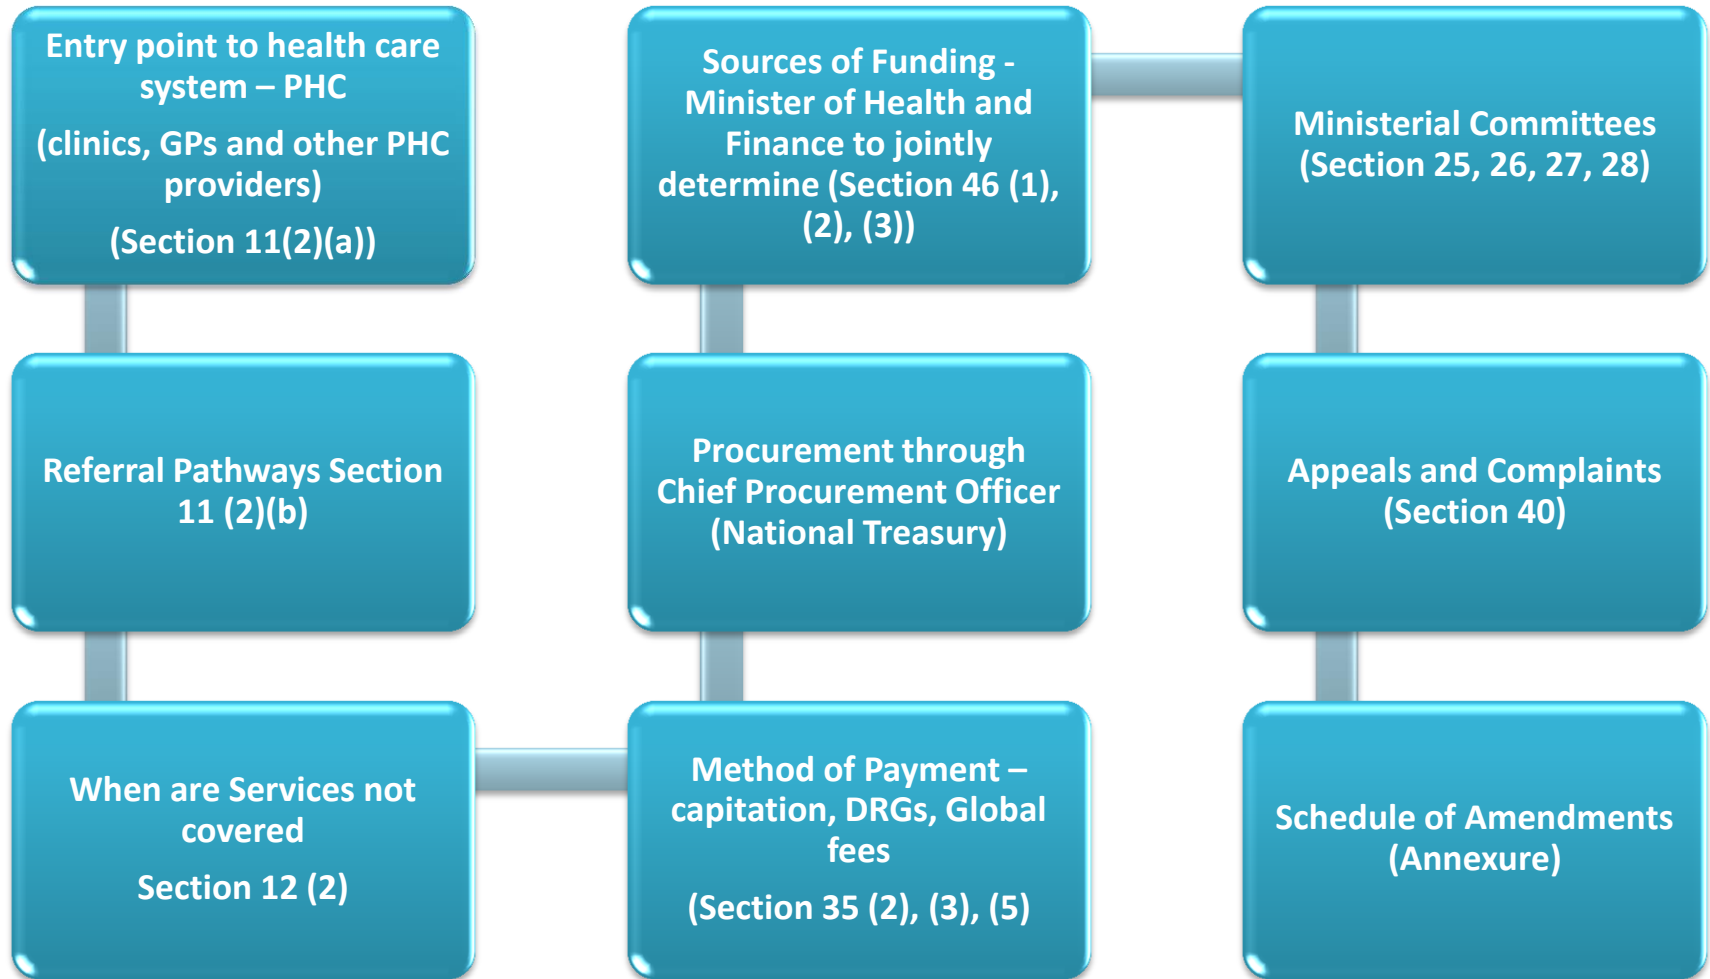 Entry point to health care
system – PHC
(clinics, GPs and other PHC
providers)
(Section 11(2)(a))
Referral Pathways Section
11 (2)(b)
When are Services not
covered
Section 12 (2)
Method of Payment –
capitation, DRGs, Global
fees
(Section 35 (2), (3), (5)
Procurement through
Chief Procurement Officer
(National Treasury)
Sources of Funding -
Minister of Health and
Finance to jointly
determine (Section 46 (1),
(2), (3))
Ministerial Committees
(Section 25, 26, 27, 28)
Appeals and Complaints
(Section 40)
Schedule of Amendments
(Annexure)